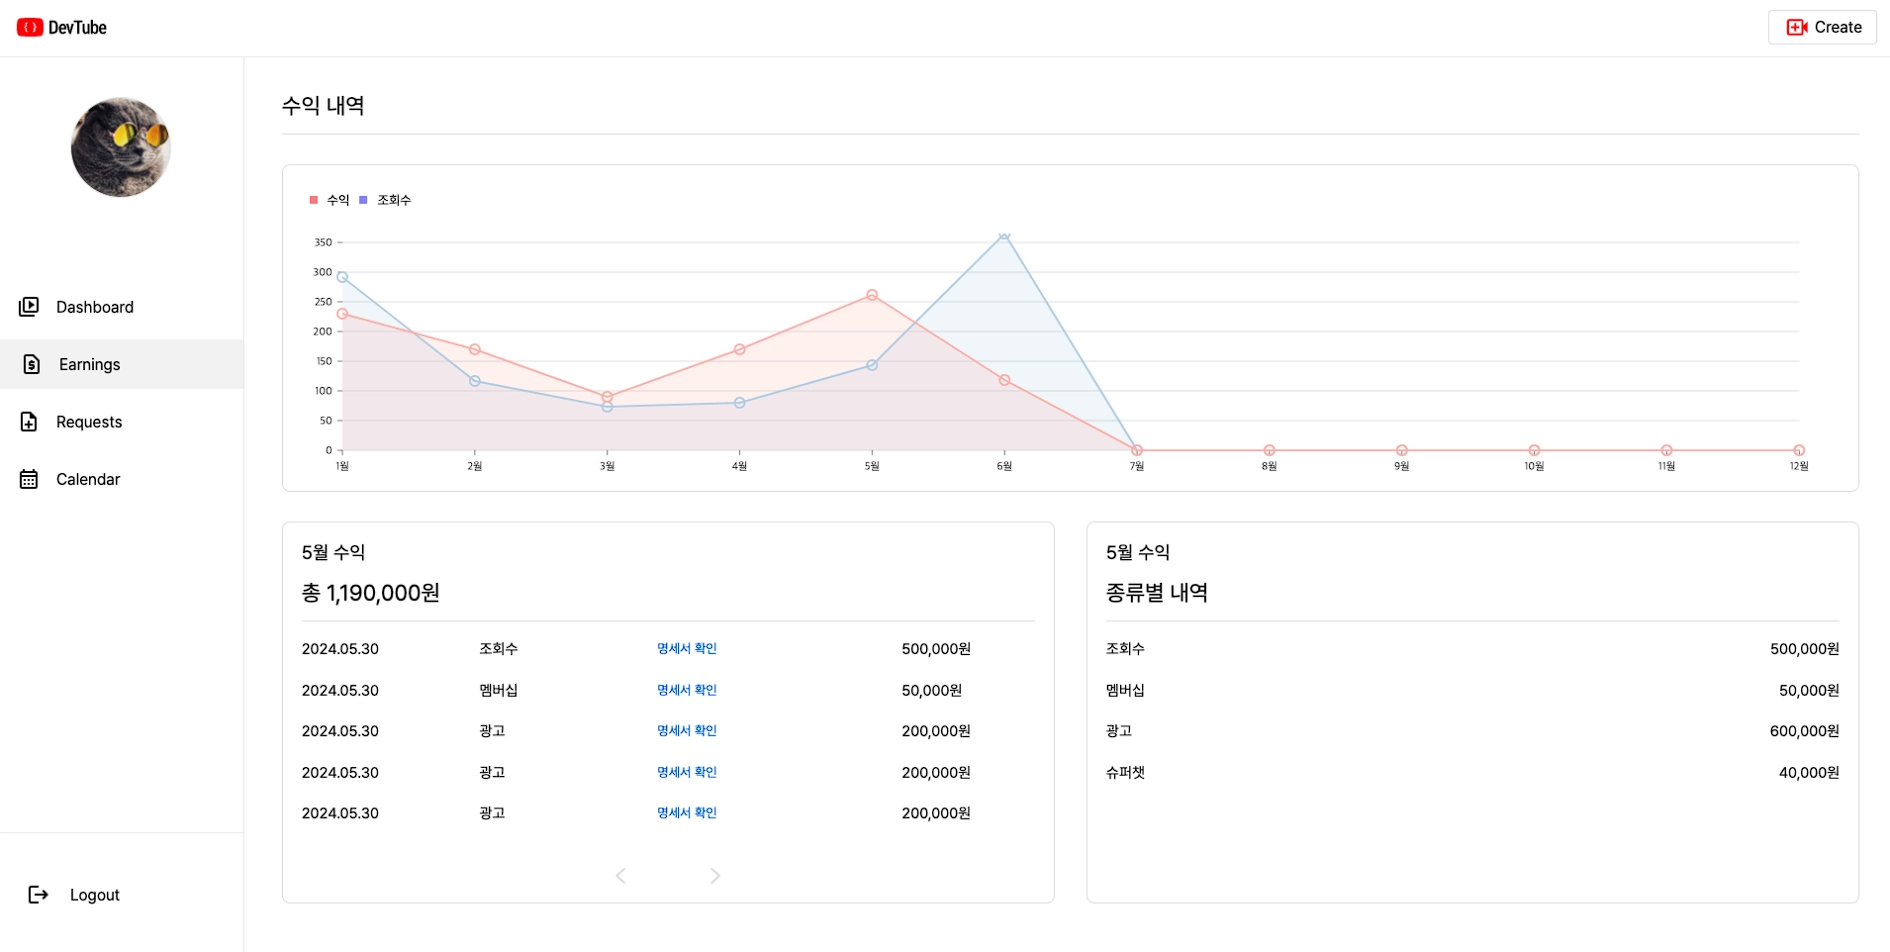 DevTube
Create
수익 내역
수익 조회수
350
300
250
200
150
100
50
0
1월 2월 3월 4월 5월 6월 7월 8월 9월 10월 11월 12월
Dashboard
Earnings
Requests
Calendar
Logout
5월 수익
총 1,190,000원
2024.05.30 조회수 명세서 확인 500,000원
2024.05.30 멤버십 명세서 확인 50,000원
2024.05.30 광고 명세서 확인 200,000원
2024.05.30 광고 명세서 확인 200,000원
2024.05.30 광고 명세서 확인 200,000원
5월 수익
종류별 내역
조회수 500,000원
멤버십 50,000원
광고 600,000원
슈퍼챗 40,000원